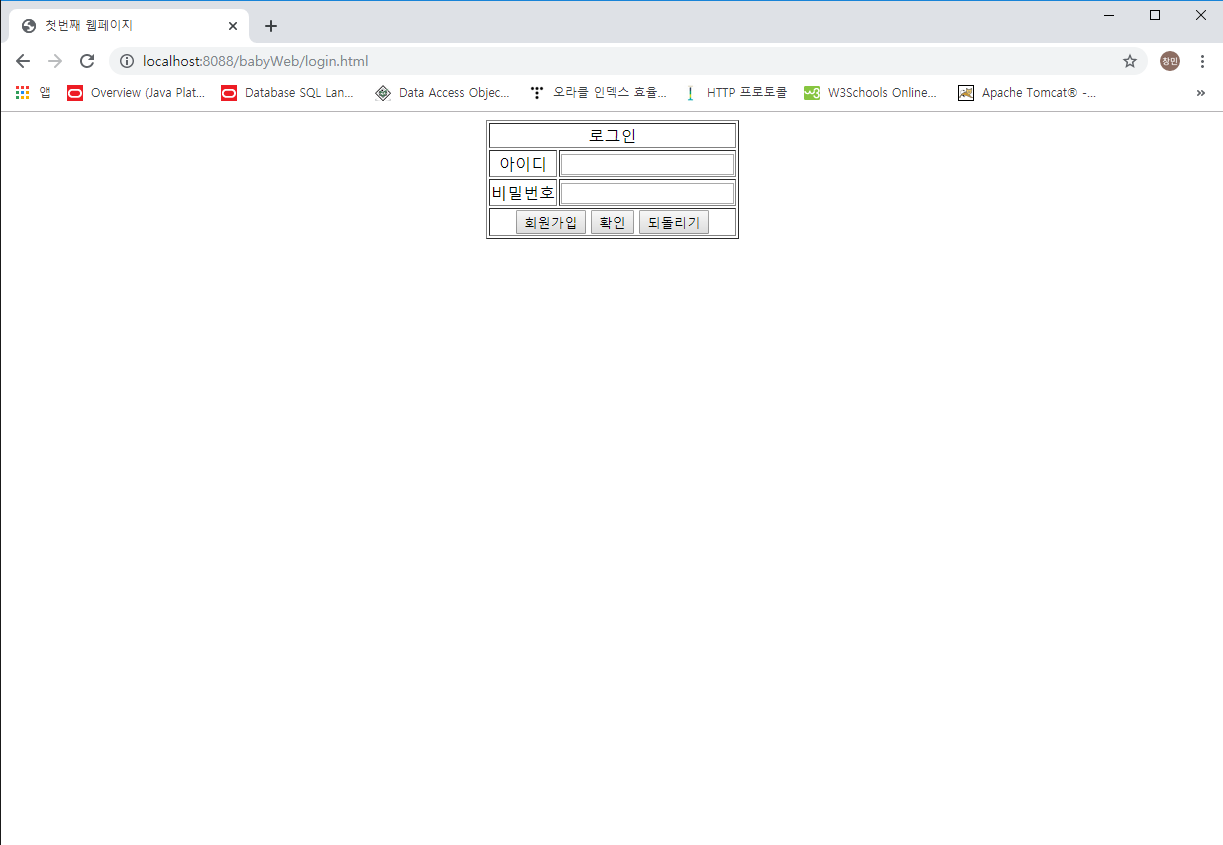 첫번째 웹페이지
localhost:8088/babyWeb/login.html
창민
앱 Overview (Java Plat... Database SQL Lan... Data Access Objec... 오라클 인덱스 효율... HTTP 프로토콜 W3Schools Online... Apache Tomcat® -... »
로그인
아이디
비밀번호
회원가입 확인 되돌리기